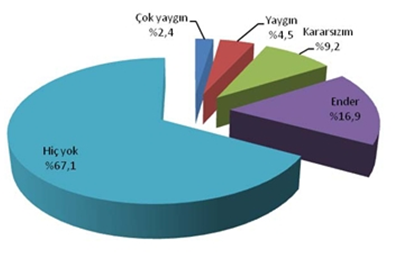 Çok yaygın
%2,4
Yaygın
%4,5
Kararsızım
%9,2
Ender
%16,9
Hiç yok
%67,1